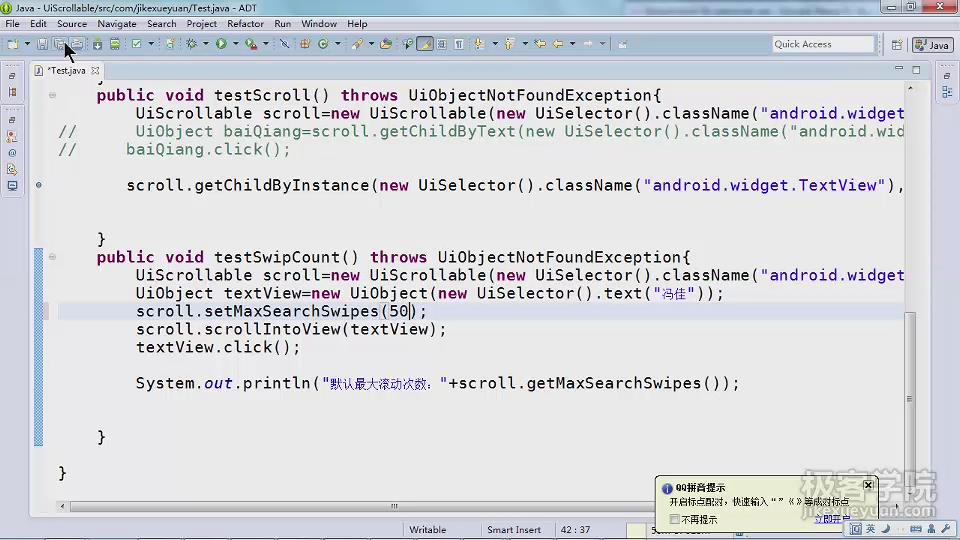 Java - UiScrollable/src/com/jikexueyuan/Test.java - ADT
File Edit Source Navigate Search Project Refactor Run Window Help
Quick Access
Java
*Test.java
public void testScroll() throws UiObjectNotFoundException{
UiScrollable scroll=new UiScrollable(new UiSelector().className("android.widget
// UiObject baiQiang=scroll.getChildByText(new UiSelector().className("android.wid
// baiQiang.click();
scroll.getChildByInstance(new UiSelector().className("android.widget.TextView"),
}
public void testSwipCount() throws UiObjectNotFoundException{
UiScrollable scroll=new UiScrollable(new UiSelector().className("android.widget
UiObject textView=new UiObject(new UiSelector().text("冯佳"));
scroll.setMaxSearchSwipes(50);
scroll.scrollIntoView(textView);
textView.click();
System.out.println("默认最大滚动次数："+scroll.getMaxSearchSwipes());
}
}
QQ拼音提示
开启标点配对，快速输入“”《》等成对标点
不再提示
立即开启
极客学院
jikexueyuan.com
Writable
Smart Insert
42 : 37
英